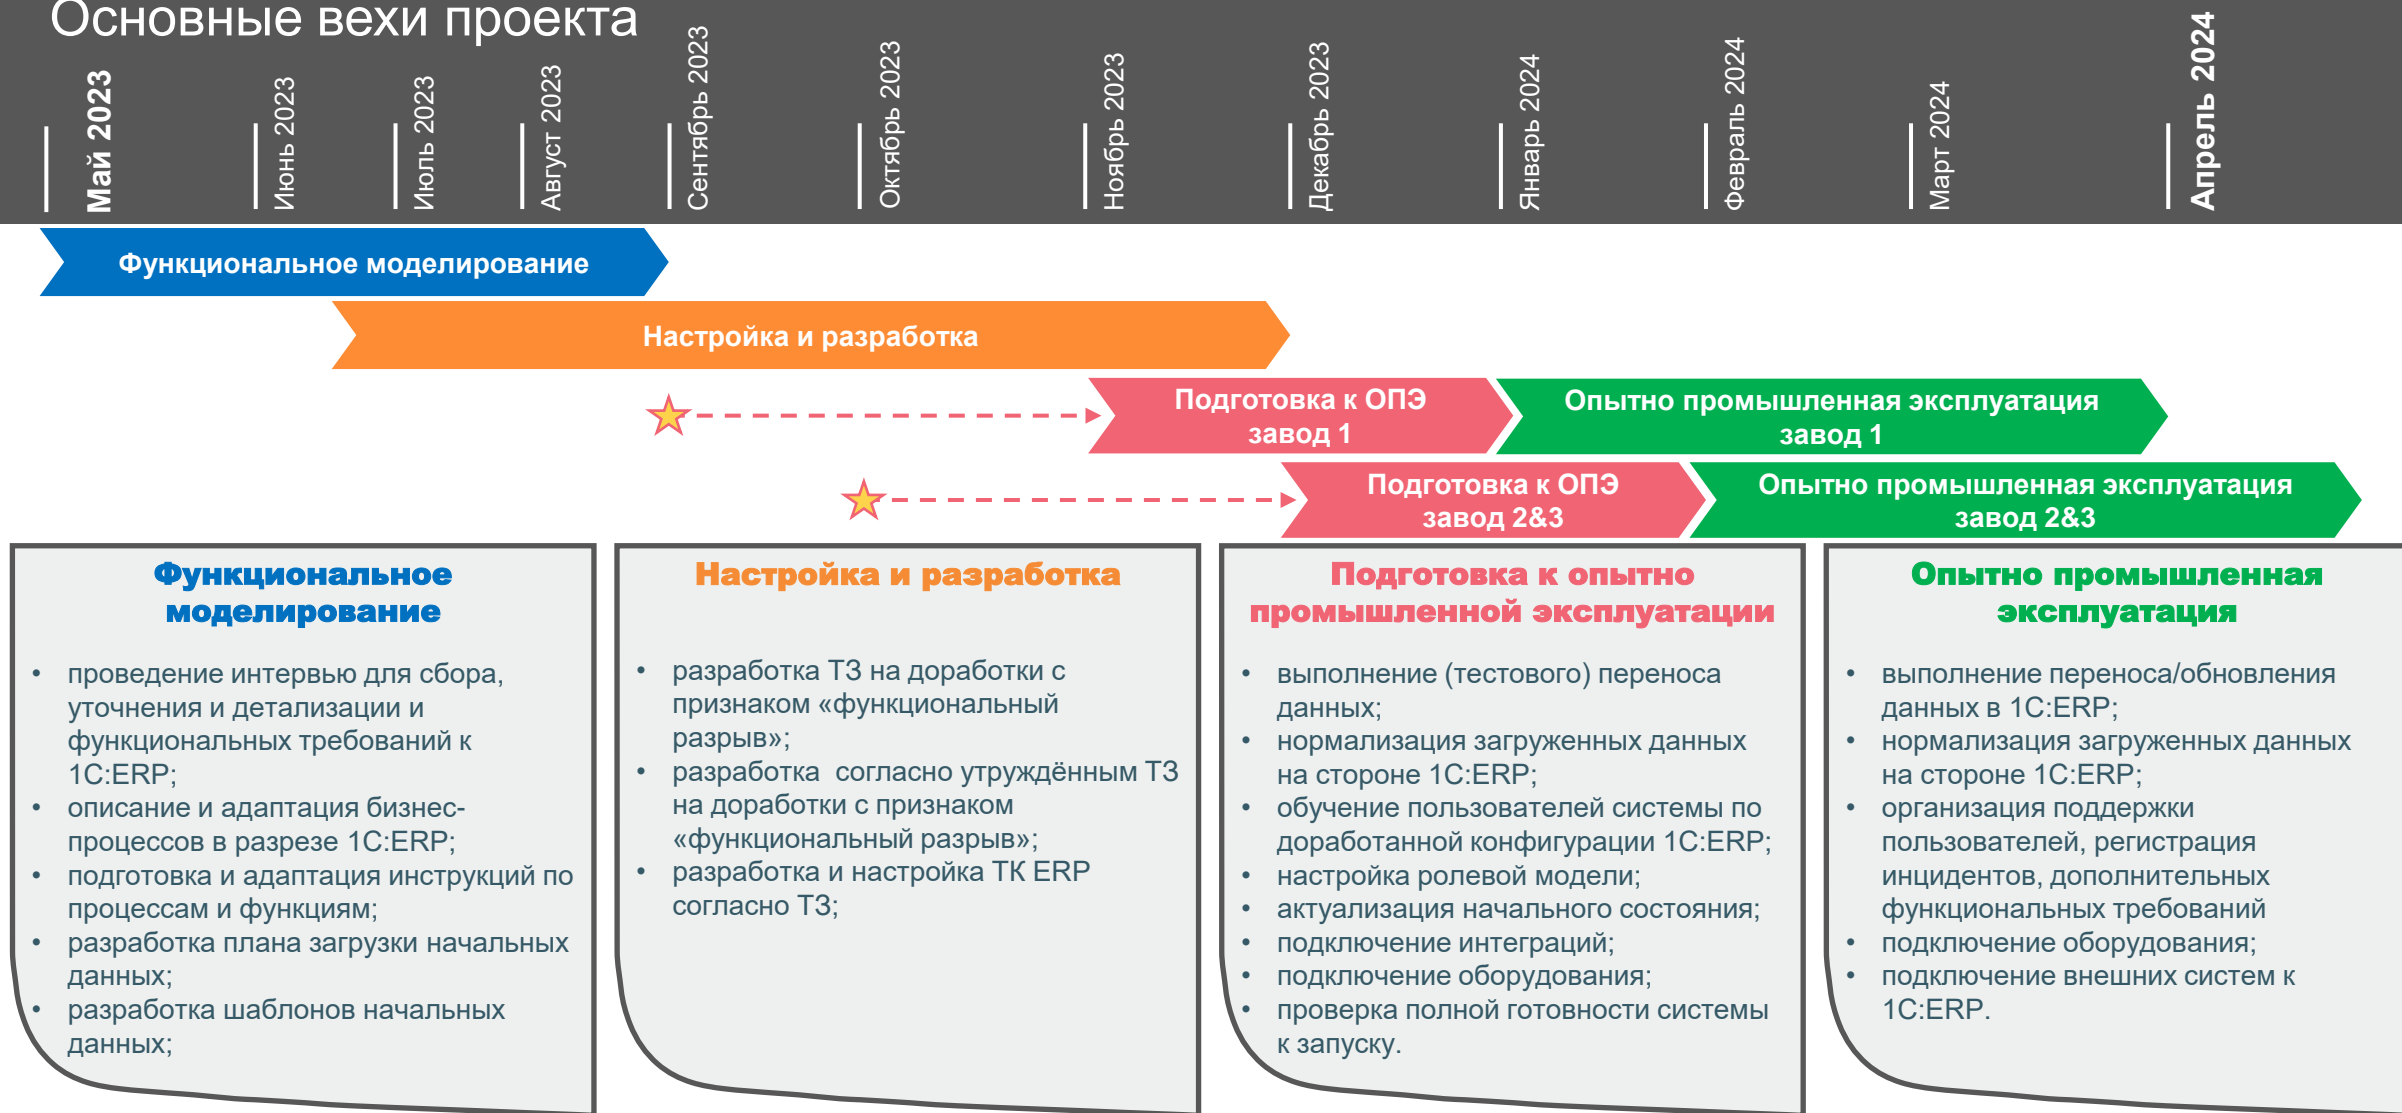 Основные вехи проекта
Май 2023
Июнь 2023
Июль 2023
Август 2023
Сентябрь 2023
Октябрь 2023
Ноябрь 2023
Декабрь 2023
Январь 2024
Февраль 2024
Март 2024
Апрель 2024
Функциональное моделирование
Настройка и разработка
Подготовка к ОПЭ
завод 1
Опытно промышленная эксплуатация
завод 1
Подготовка к ОПЭ
завод 2&3
Опытно промышленная эксплуатация
завод 2&3
Функциональное
моделирование
• проведение интервью для сбора,
уточнения и детализации и
функциональных требований к
1С:ERP;
• описание и адаптация бизнес-
процессов в разрезе 1С:ERP;
• подготовка и адаптация инструкций по
процессам и функциям;
• разработка плана загрузки начальных
данных;
• разработка шаблонов начальных
данных;
Настройка и разработка
• разработка ТЗ на доработки с
признаком «функциональный
разрыв»;
• разработка  согласно утруждённым ТЗ
на доработки с признаком
«функциональный разрыв»;
• разработка и настройка ТК ERP
согласно ТЗ;
Подготовка к опытно
промышленной эксплуатации
• выполнение (тестового) переноса
данных;
• нормализация загруженных данных
на стороне 1С:ERP;
• обучение пользователей системы по
доработанной конфигурации 1С:ERP;
• настройка ролевой модели;
• актуализация начального состояния;
• подключение интеграций;
• подключение оборудования;
• проверка полной готовности системы
к запуску.
Опытно промышленная
эксплуатация
• выполнение переноса/обновления
данных в 1С:ERP;
• нормализация загруженных данных
на стороне 1С:ERP;
• организация поддержки
пользователей, регистрация
инцидентов, дополнительных
функциональных требований
• подключение оборудования;
• подключение внешних систем к
1С:ERP.